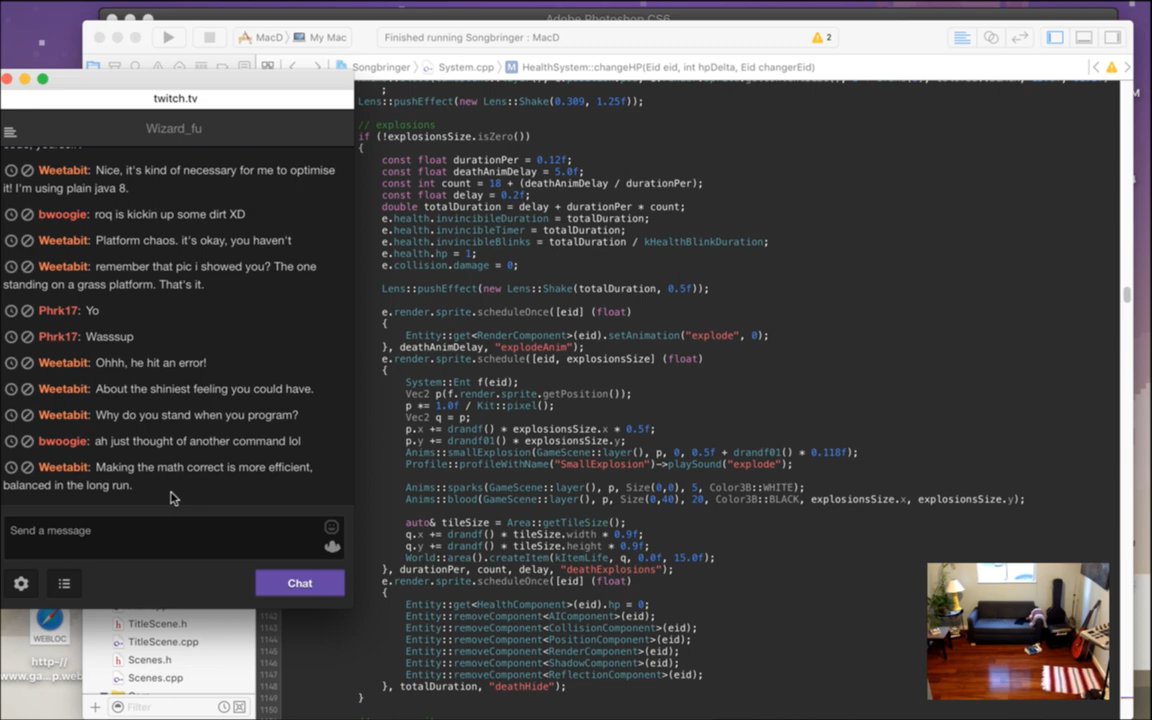 Adobe Photoshop CS6
MacD
My Mac
Finished running Songbringer : MacD
2
Songbringer
System.cpp
M
HealthSystem::changeHP(Eid eid, int hpDelta, Eid changerEid)
twitch.tv
Wizard_fu
Weetabit: Nice, it's kind of necessary for me to optimise
it! I'm using plain java 8.
bwoogie: roq is kickin up some dirt XD
Weetabit: Platform chaos. it's okay, you haven't
Weetabit: remember that pic i showed you? The one
standing on a grass platform. That's it.
Phrk17: Yo
Phrk17: Wasssup
Weetabit: Ohhh, he hit an error!
Weetabit: About the shiniest feeling you could have.
Weetabit: Why do you stand when you program?
bwoogie: ah just thought of another command lol
Weetabit: Making the math correct is more efficient,
balanced in the long run.
Send a message
Chat
;
Lens::pushEffect(new Lens::Shake(0.309, 1.25f));
// explosions
if (!explosionsSize.isZero())
{
const float durationPer = 0.12f;
const float deathAnimDelay = 5.0f;
const int count = 18 + (deathAnimDelay / durationPer);
const float delay = 0.2f;
double totalDuration = delay + durationPer * count;
e.health.invincibileDuration = totalDuration;
e.health.invincibleTimer = totalDuration;
e.health.invincibleBlinks = totalDuration / kHealthBlinkDuration;
e.health.hp = 1;
e.collision.damage = 0;
Lens::pushEffect(new Lens::Shake(totalDuration, 0.5f));
e.render.sprite.scheduleOnce([eid] (float)
{
Entity::get<RenderComponent>(eid).setAnimation("explode", 0);
}, deathAnimDelay, "explodeAnim");
e.render.sprite.schedule([eid, explosionsSize] (float)
{
System::Ent f(eid);
Vec2 p(f.render.sprite.getPosition());
p *= 1.0f / Kit::pixel();
Vec2 q = p;
p.x += drandf() * explosionsSize.x * 0.5f;
p.y += drandf01() * explosionsSize.y;
Anims::smallExplosion(GameScene::layer(), p, 0, 0.5f + drandf01() * 0.118f);
Profile::profileWithName("SmallExplosion")->playSound("explode");
Anims::sparks(GameScene::layer(), p, Size(0,0), 5, Color3B::WHITE);
Anims::blood(GameScene::layer(), p, Size(0,40), 20, Color3B::BLACK, explosionsSize.x, explosionsSize.y);
auto& tileSize = Area::getTileSize();
q.x += drandf() * tileSize.width * 0.9f;
q.y += drandf() * tileSize.height * 0.9f;
World::area().createItem(kItemLife, q, 0.0f, 15.0f);
}, durationPer, count, delay, "deathExplosions");
e.render.sprite.scheduleOnce([eid] (float)
{
Entity::get<HealthComponent>(eid).hp = 0;
Entity::removeComponent<AIComponent>(eid);
Entity::removeComponent<CollisionComponent>(eid);
Entity::removeComponent<PositionComponent>(eid);
Entity::removeComponent<RenderComponent>(eid);
Entity::removeComponent<ShadowComponent>(eid);
Entity::removeComponent<ReflectionComponent>(eid);
}, totalDuration, "deathHide");
}
1142
1143
1144
1145
1146
1147
1148
1149
1150
WEBLOC
http-//
www.ga...p.webloc
TitleScene.h
TitleScene.cpp
Scenes.h
Scenes.cpp
Filter